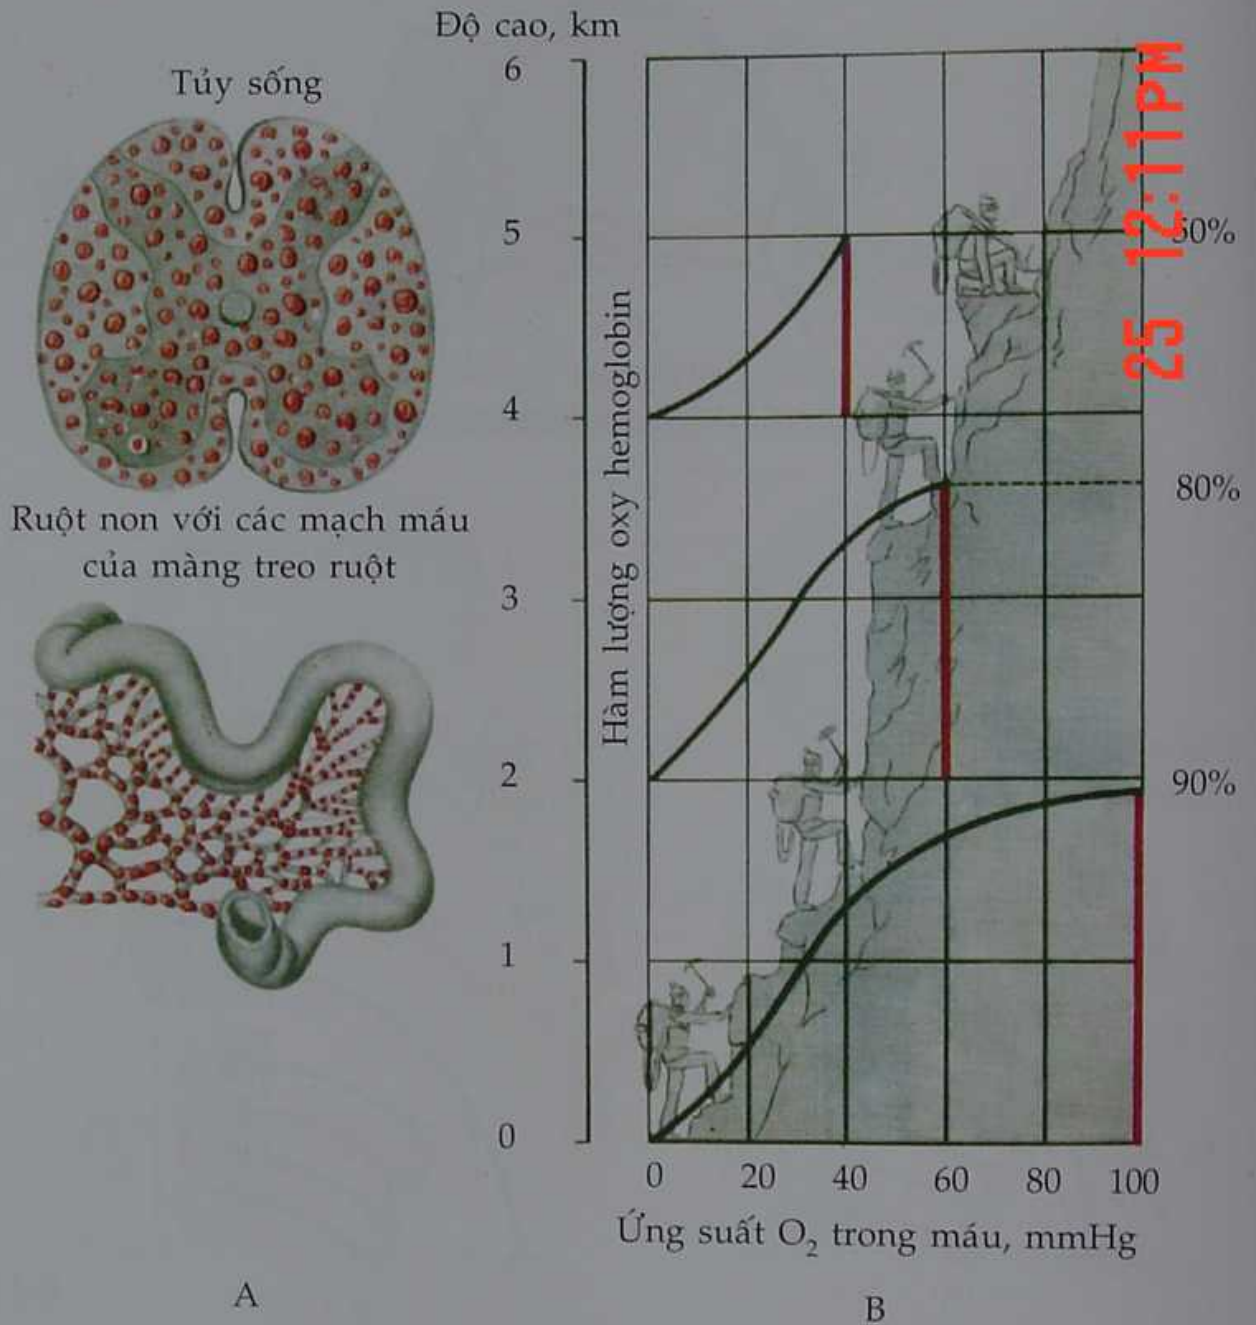 Độ cao, km
Tủy sống
Ruột non với các mạch máu
của màng treo ruột
6
5
4
3
2
1
0
Hàm lượng oxy hemoglobin
80%
90%
0 20 40 60 80 100
Ứng suất O₂ trong máu, mmHg
A
B
25 12:11PM